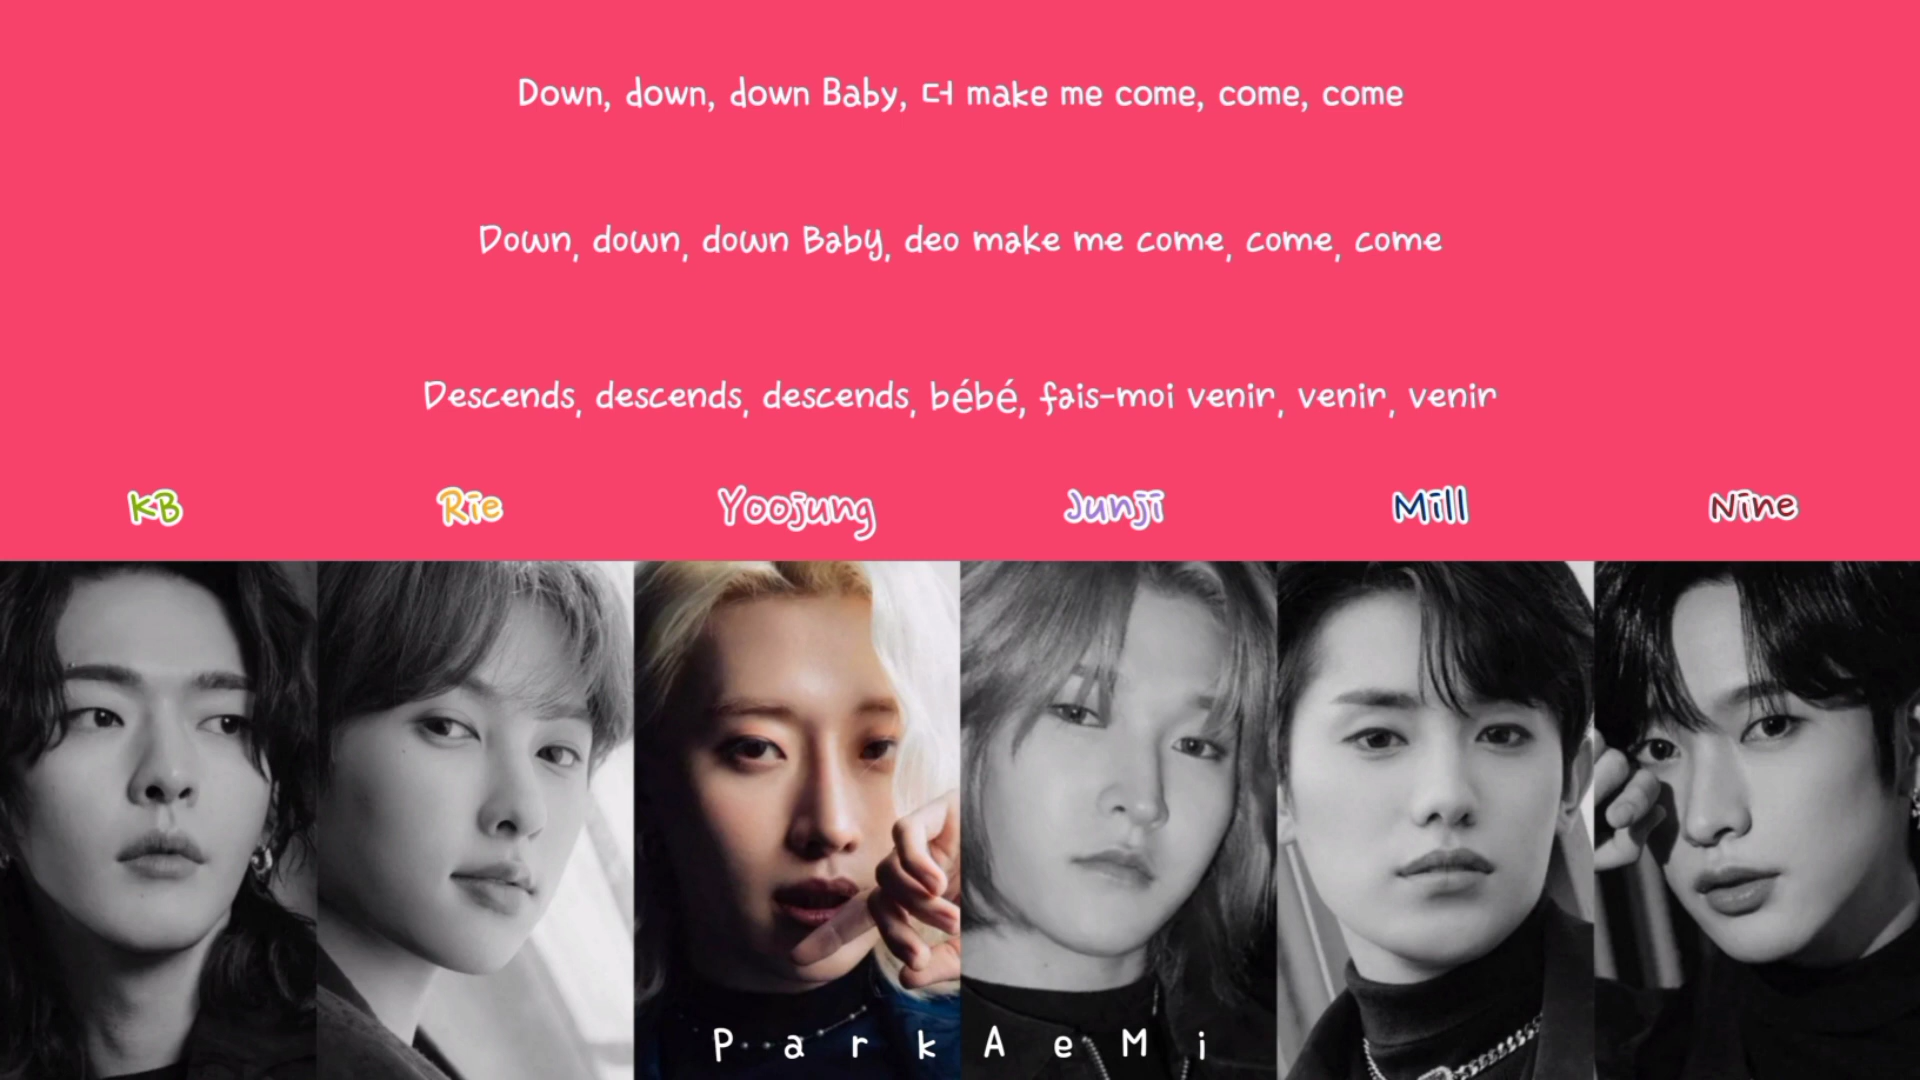 Down, down, down Baby, 더 make me come, come, come
Down, down, down Baby, deo make me come, come, come
Descends, descends, descends, bébé, fais-moi venir, venir, venir
KB Rie Yoojung Junji Mill Nine
ParkAeMi